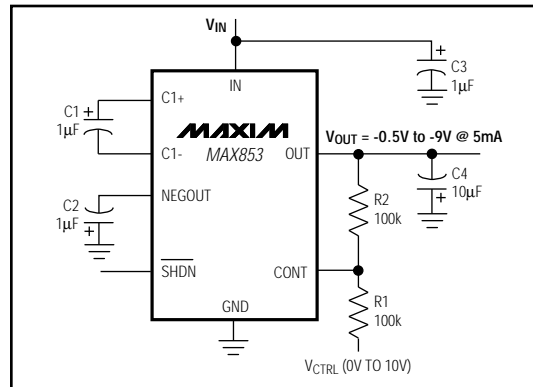 VIN
C1+
C1
1µF
C1-
IN
C3
1µF
MAXIM
MAX853
OUT
VOUT = -0.5V to -9V @ 5mA
C4
10µF
NEGOUT
C2
1µF
R2
100k
SHDN
CONT
GND
R1
100k
VCTRL (0V TO 10V)